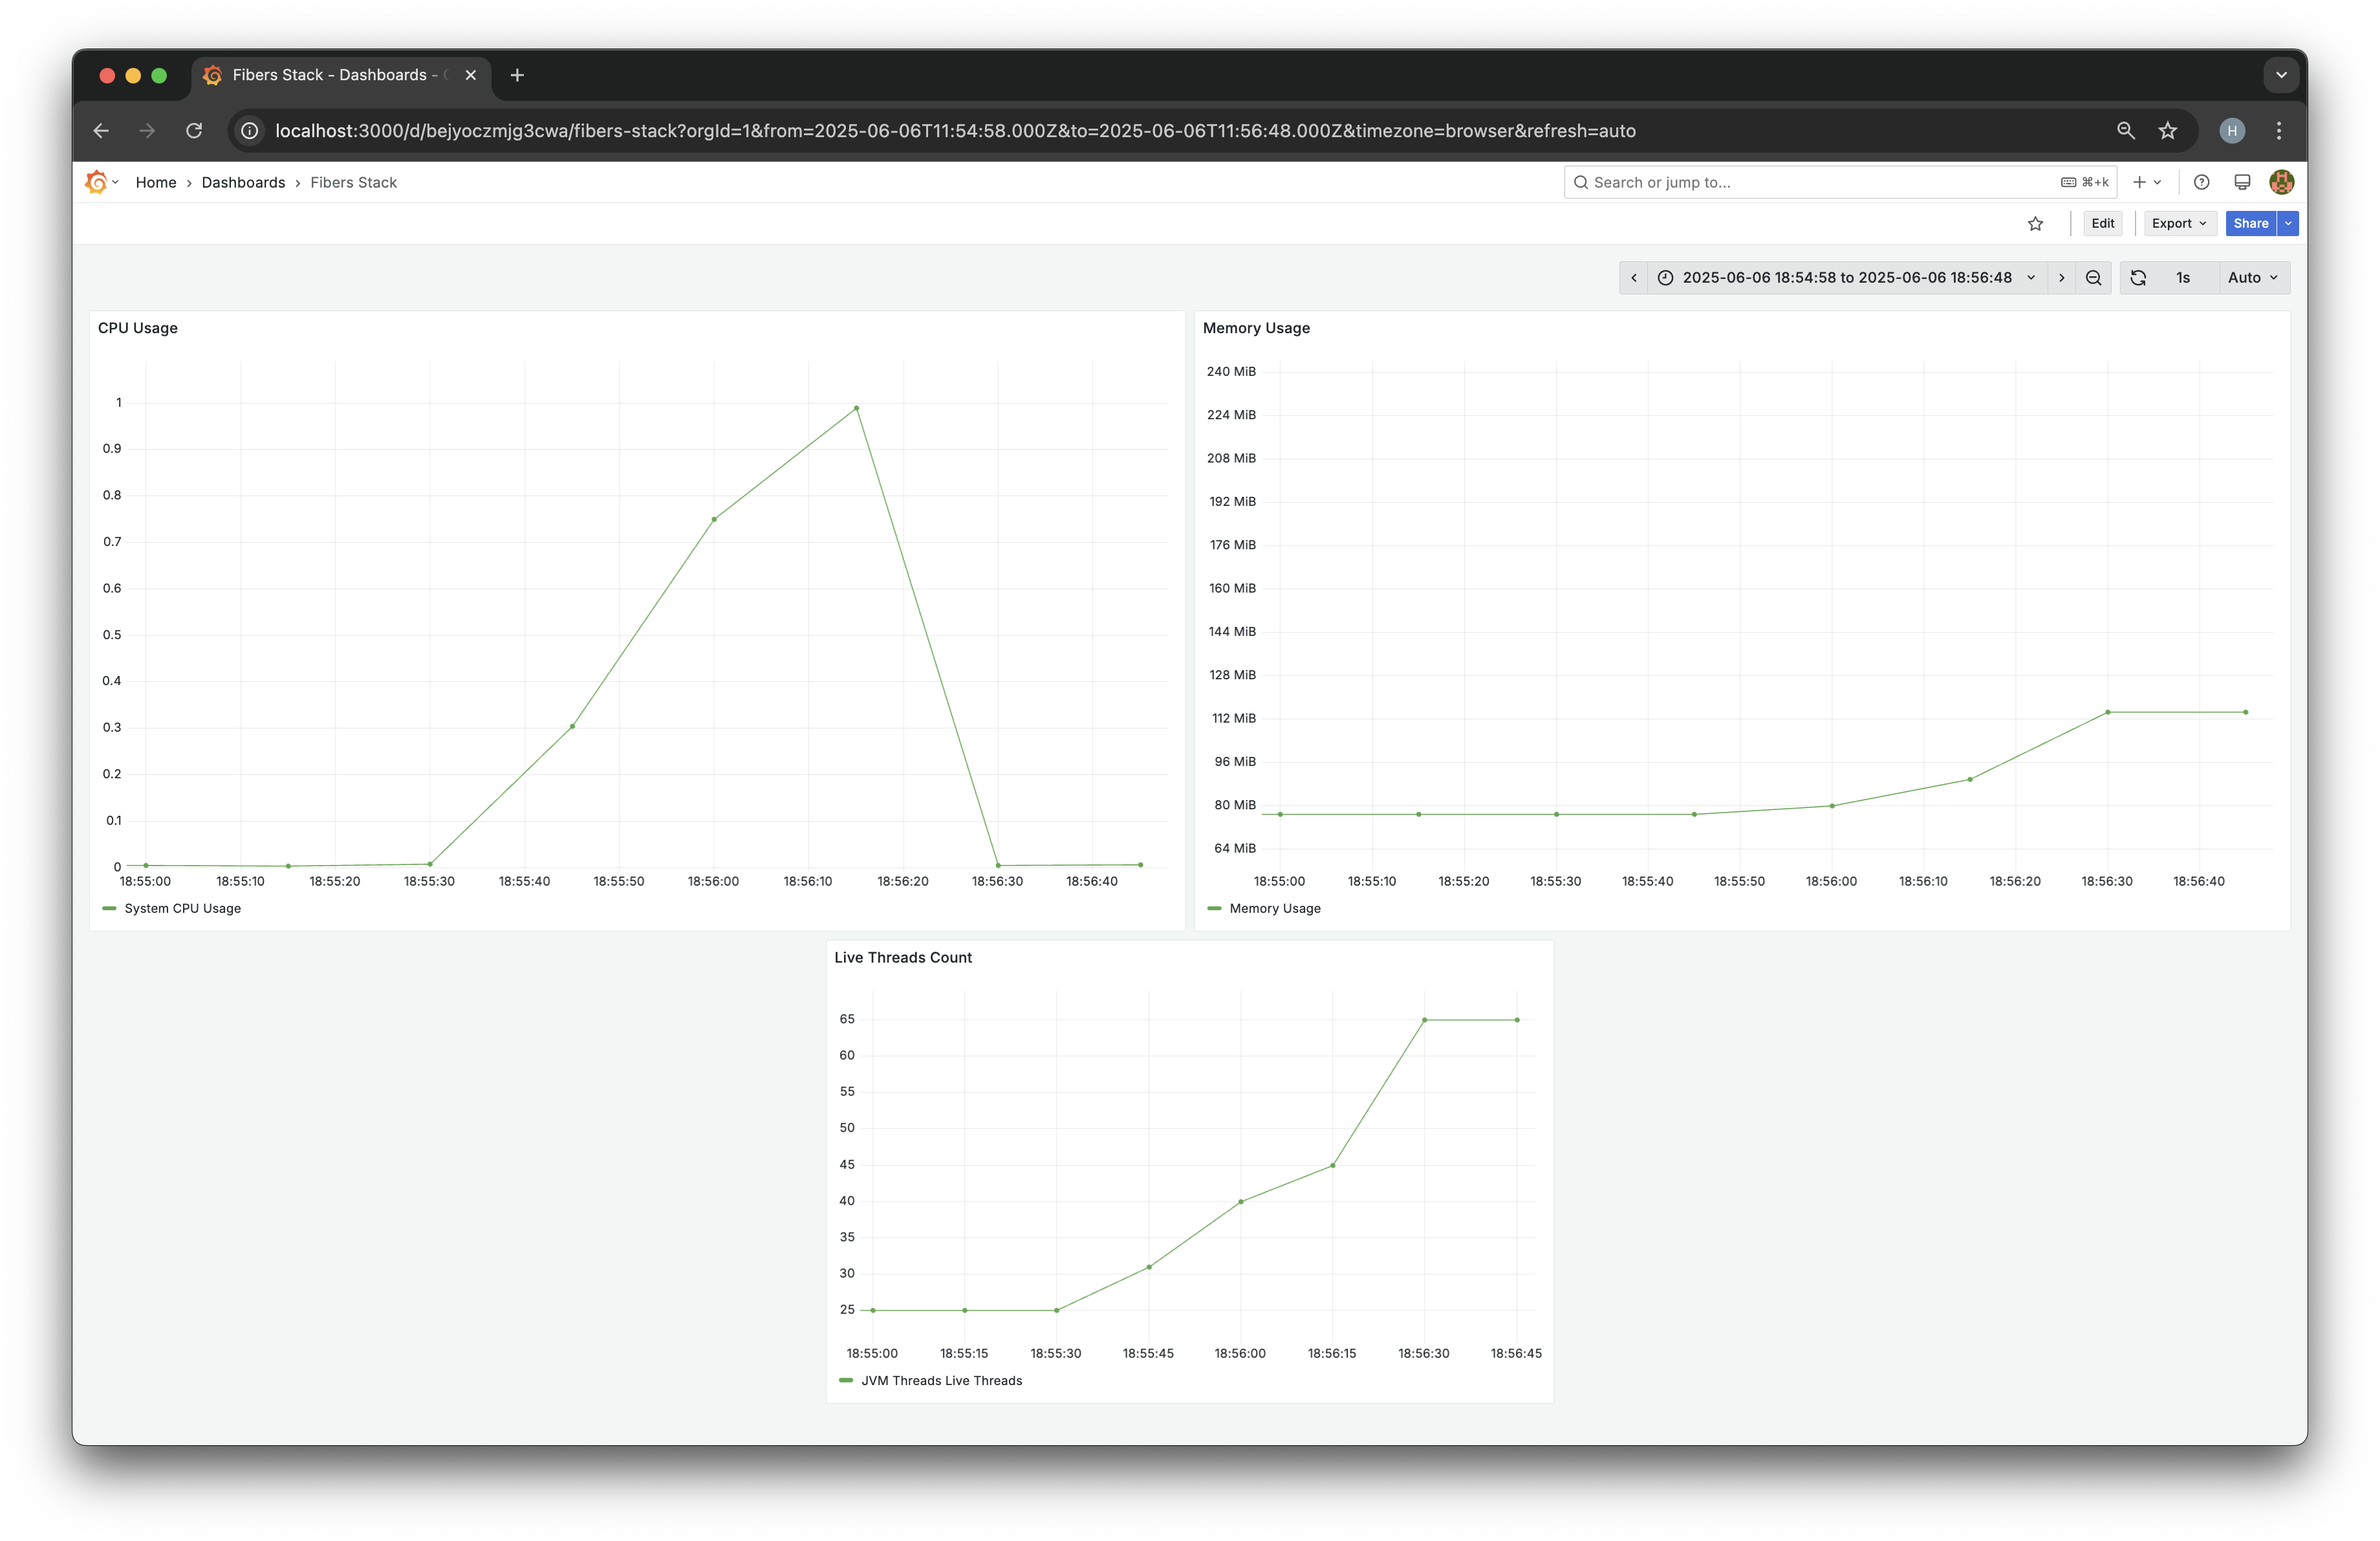 Fibers Stack - Dashboards -
localhost:3000/d/bejyoczmjg3cwa/fibers-stack?orgId=1&from=2025-06-06T11:54:58.000Z&to=2025-06-06T11:56:48.000Z&timezone=browser&refresh=auto
H
Home › Dashboards › Fibers Stack
Search or jump to...
⌘+k
Edit
Export
Share
2025-06-06 18:54:58 to 2025-06-06 18:56:48
1s
Auto
CPU Usage
1
0.9
0.8
0.7
0.6
0.5
0.4
0.3
0.2
0.1
0
18:55:00 18:55:10 18:55:20 18:55:30 18:55:40 18:55:50 18:56:00 18:56:10 18:56:20 18:56:30 18:56:40
System CPU Usage
Memory Usage
240 MiB
224 MiB
208 MiB
192 MiB
176 MiB
160 MiB
144 MiB
128 MiB
112 MiB
96 MiB
80 MiB
64 MiB
18:55:00 18:55:10 18:55:20 18:55:30 18:55:40 18:55:50 18:56:00 18:56:10 18:56:20 18:56:30 18:56:40
Memory Usage
Live Threads Count
65
60
55
50
45
40
35
30
25
18:55:00 18:55:15 18:55:30 18:55:45 18:56:00 18:56:15 18:56:30 18:56:45
JVM Threads Live Threads